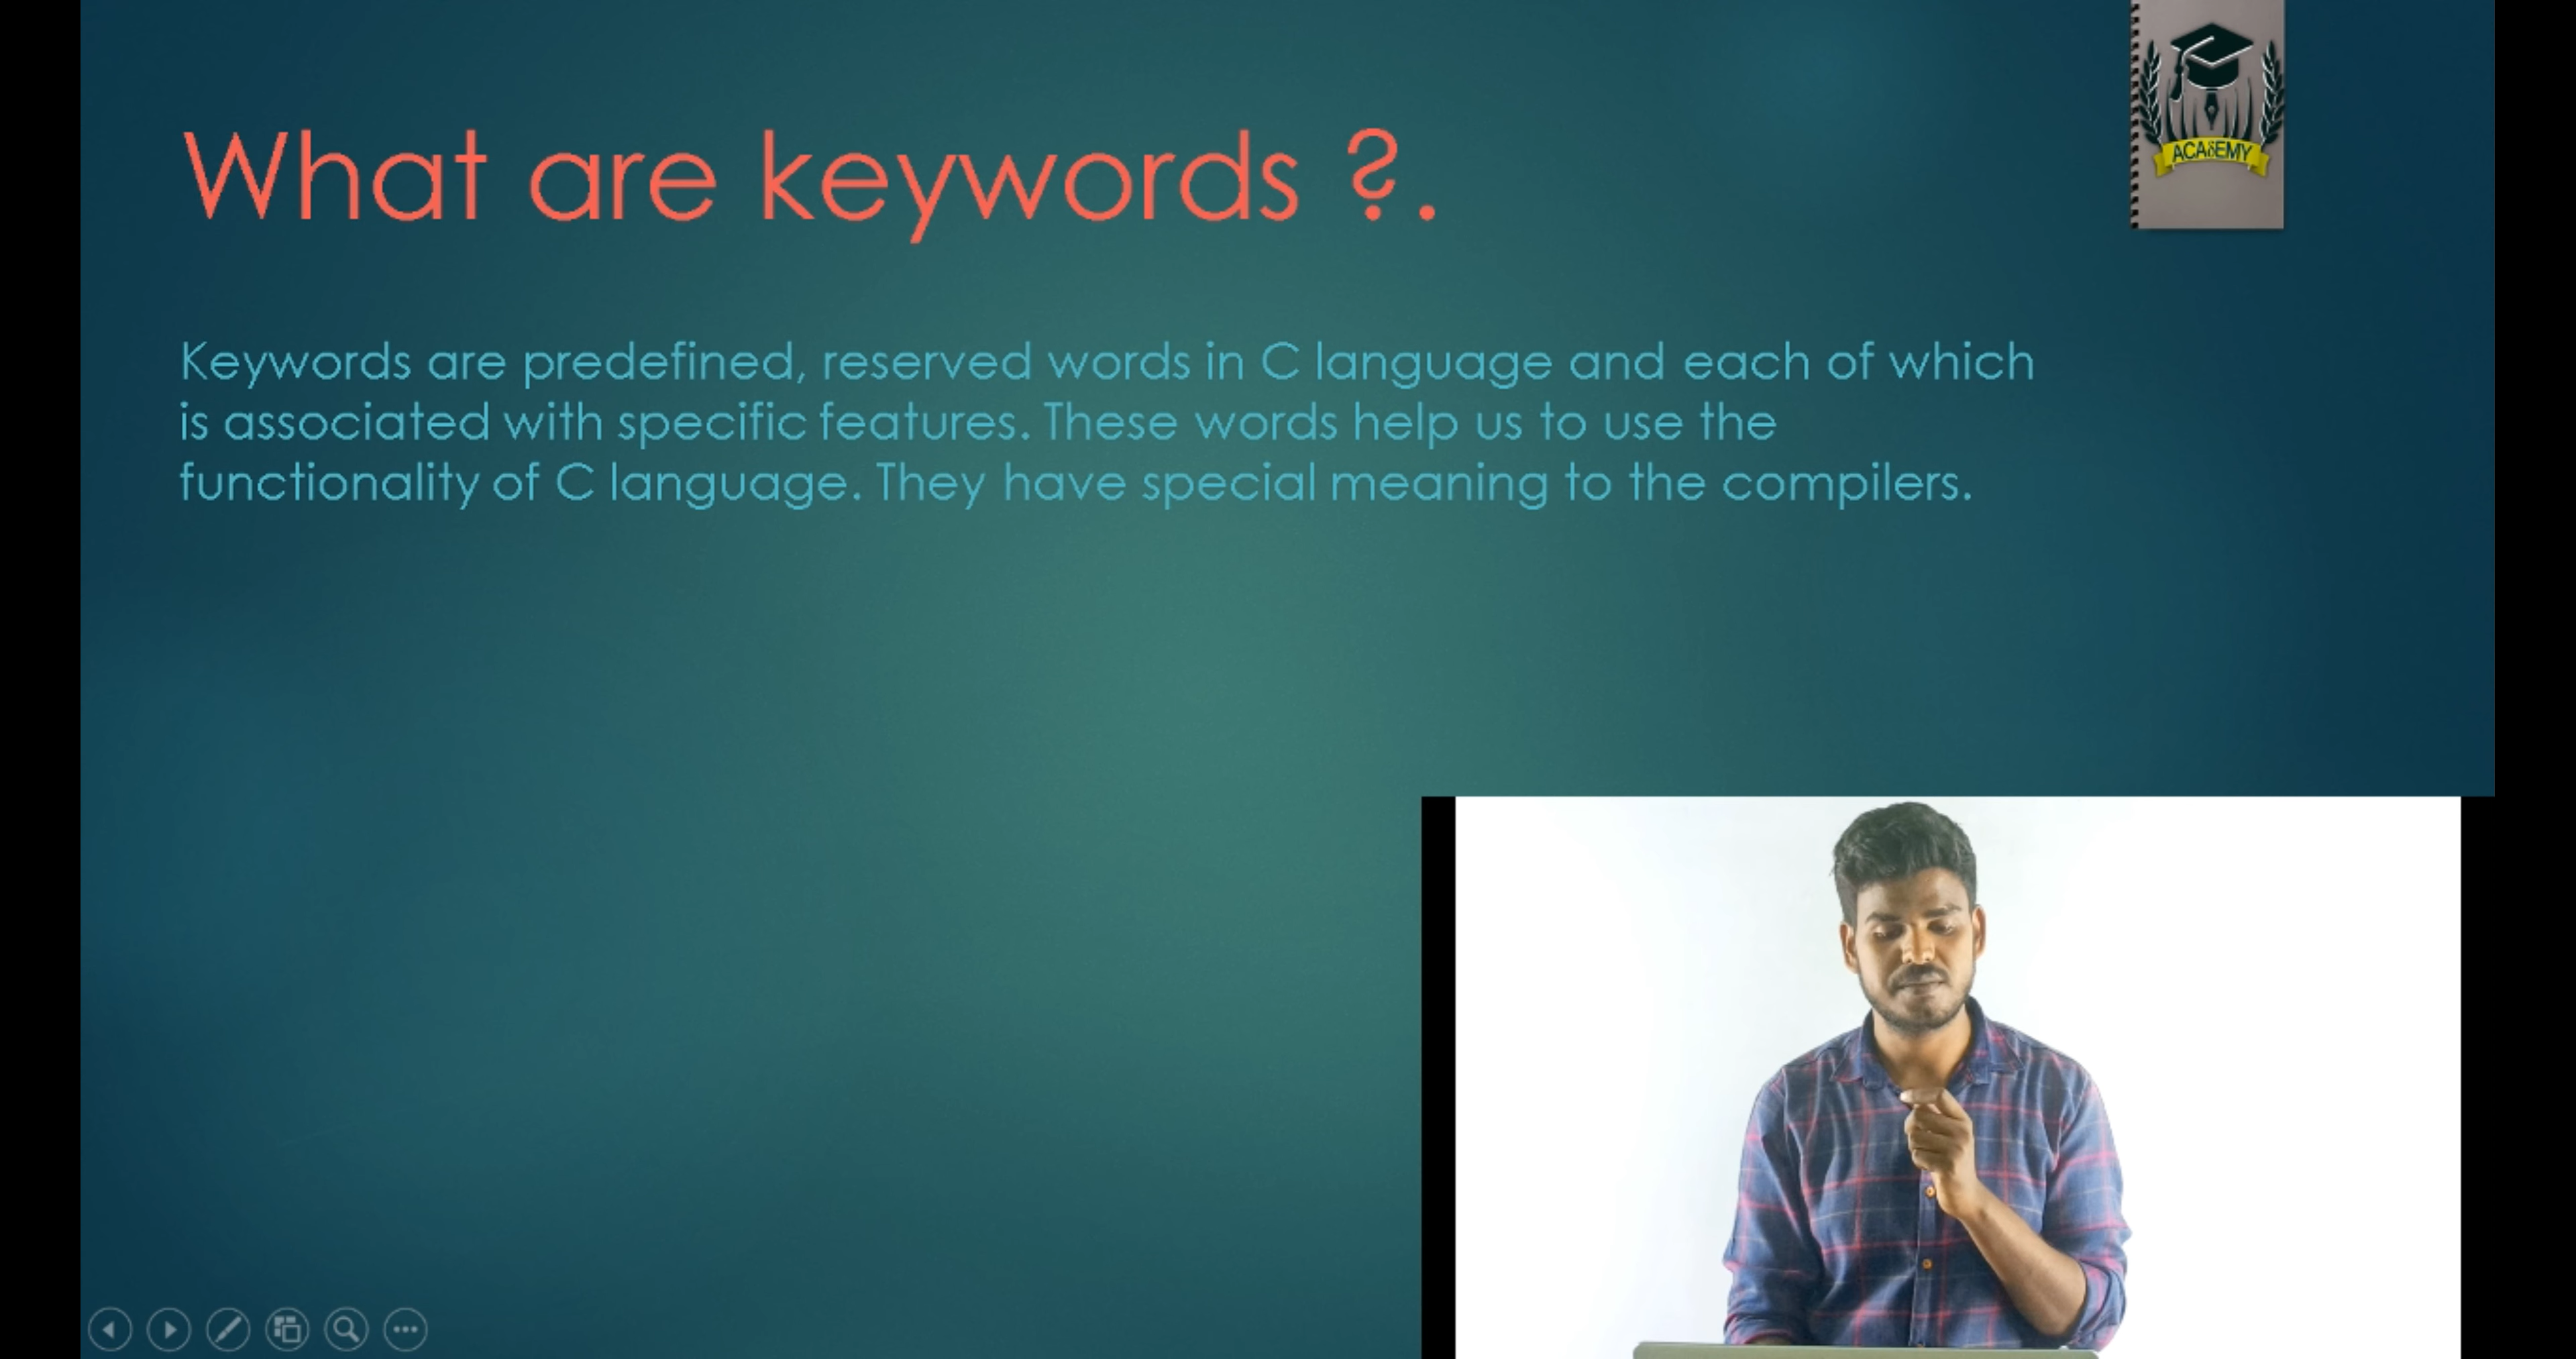 What are keywords ?.
ACAδEMY
Keywords are predefined, reserved words in C language and each of which
is associated with specific features. These words help us to use the
functionality of C language. They have special meaning to the compilers.